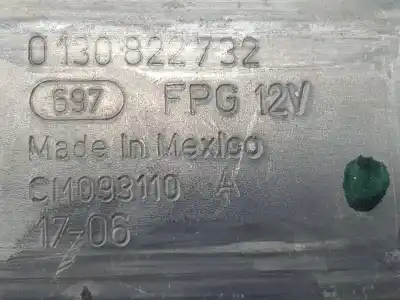 0 130 822 732
697 FPG 12V
Made in Mexico
CM093110 A
17-06